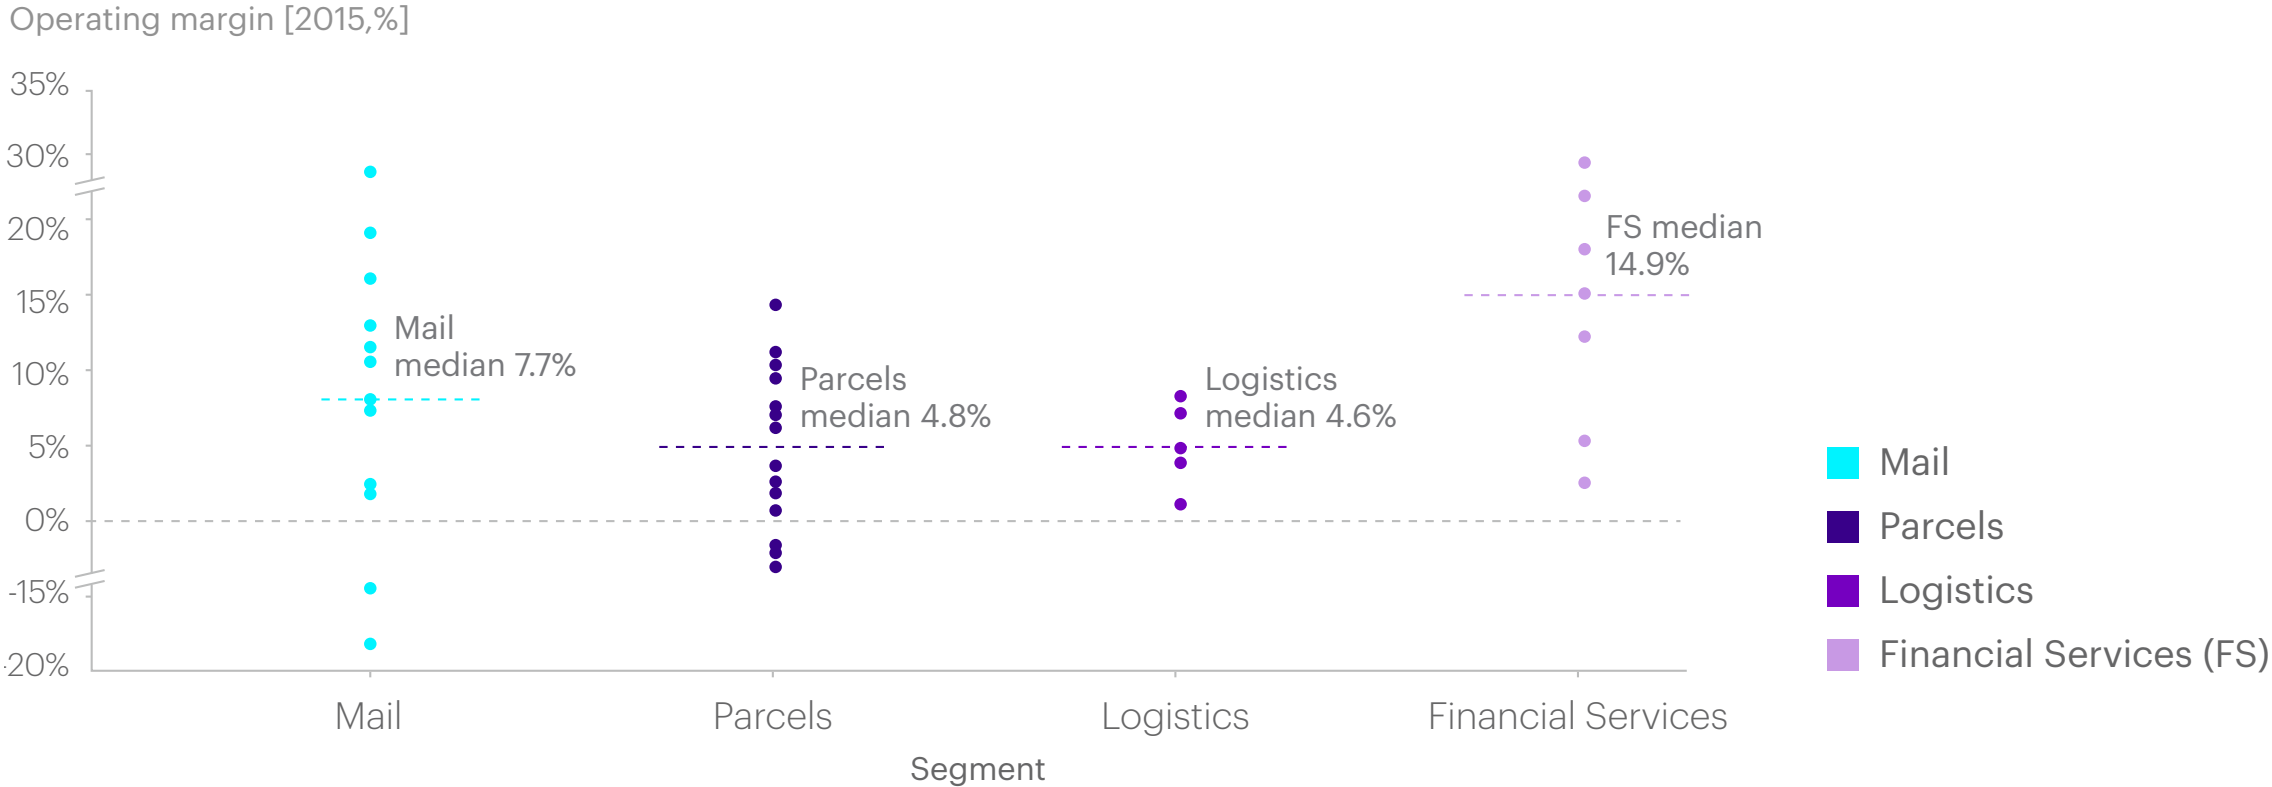 Operating margin [2015,%]
35%
30%
20%
15%
10%
5%
0%
-15%
-20%
Mail
median 7.7%
Parcels
median 4.8%
Logistics
median 4.6%
FS median
14.9%
Mail
Parcels
Logistics
Financial Services (FS)
Mail
Parcels
Logistics
Financial Services
Segment